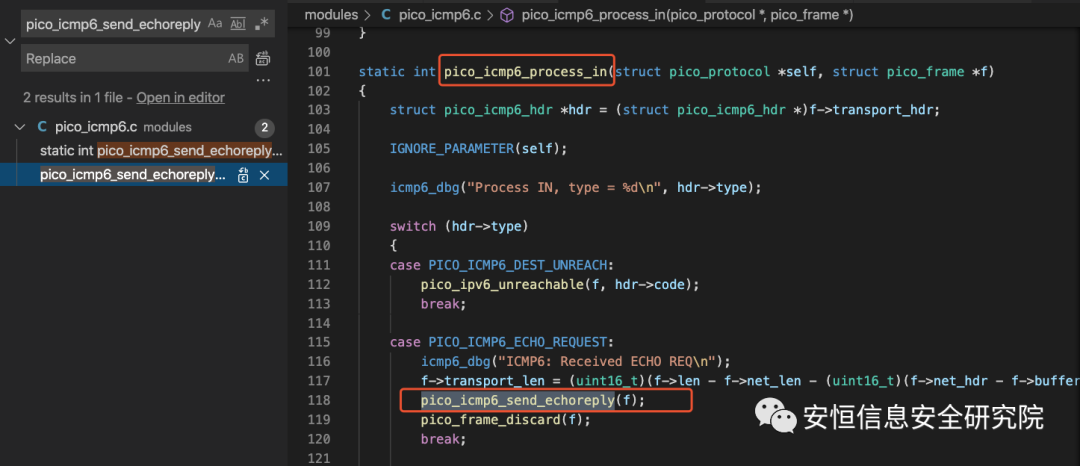 pico_icmp6_send_echoreply Aa Ab .*
Replace AB
2 results in 1 file - Open in editor
C pico_icmp6.c modules 2
static int pico_icmp6_send_echoreply...
pico_icmp6_send_echoreply...
modules > C pico_icmp6.c > pico_icmp6_process_in(pico_protocol *, pico_frame *)
99 }
100
101 static int pico_icmp6_process_in(struct pico_protocol *self, struct pico_frame *f)
102 {
103 struct pico_icmp6_hdr *hdr = (struct pico_icmp6_hdr *)f->transport_hdr;
104
105 IGNORE_PARAMETER(self);
106
107 icmp6_dbg("Process IN, type = %d\n", hdr->type);
108
109 switch (hdr->type)
110 {
111 case PICO_ICMP6_DEST_UNREACH:
112 pico_ipv6_unreachable(f, hdr->code);
113 break;
114
115 case PICO_ICMP6_ECHO_REQUEST:
116 icmp6_dbg("ICMP6: Received ECHO REQ\n");
117 f->transport_len = (uint16_t)(f->len - f->net_len - (uint16_t)(f->net_hdr - f->buffer
118 pico_icmp6_send_echoreply(f);
119 pico_frame_discard(f);
120 break;
121
安恒信息安全研究院